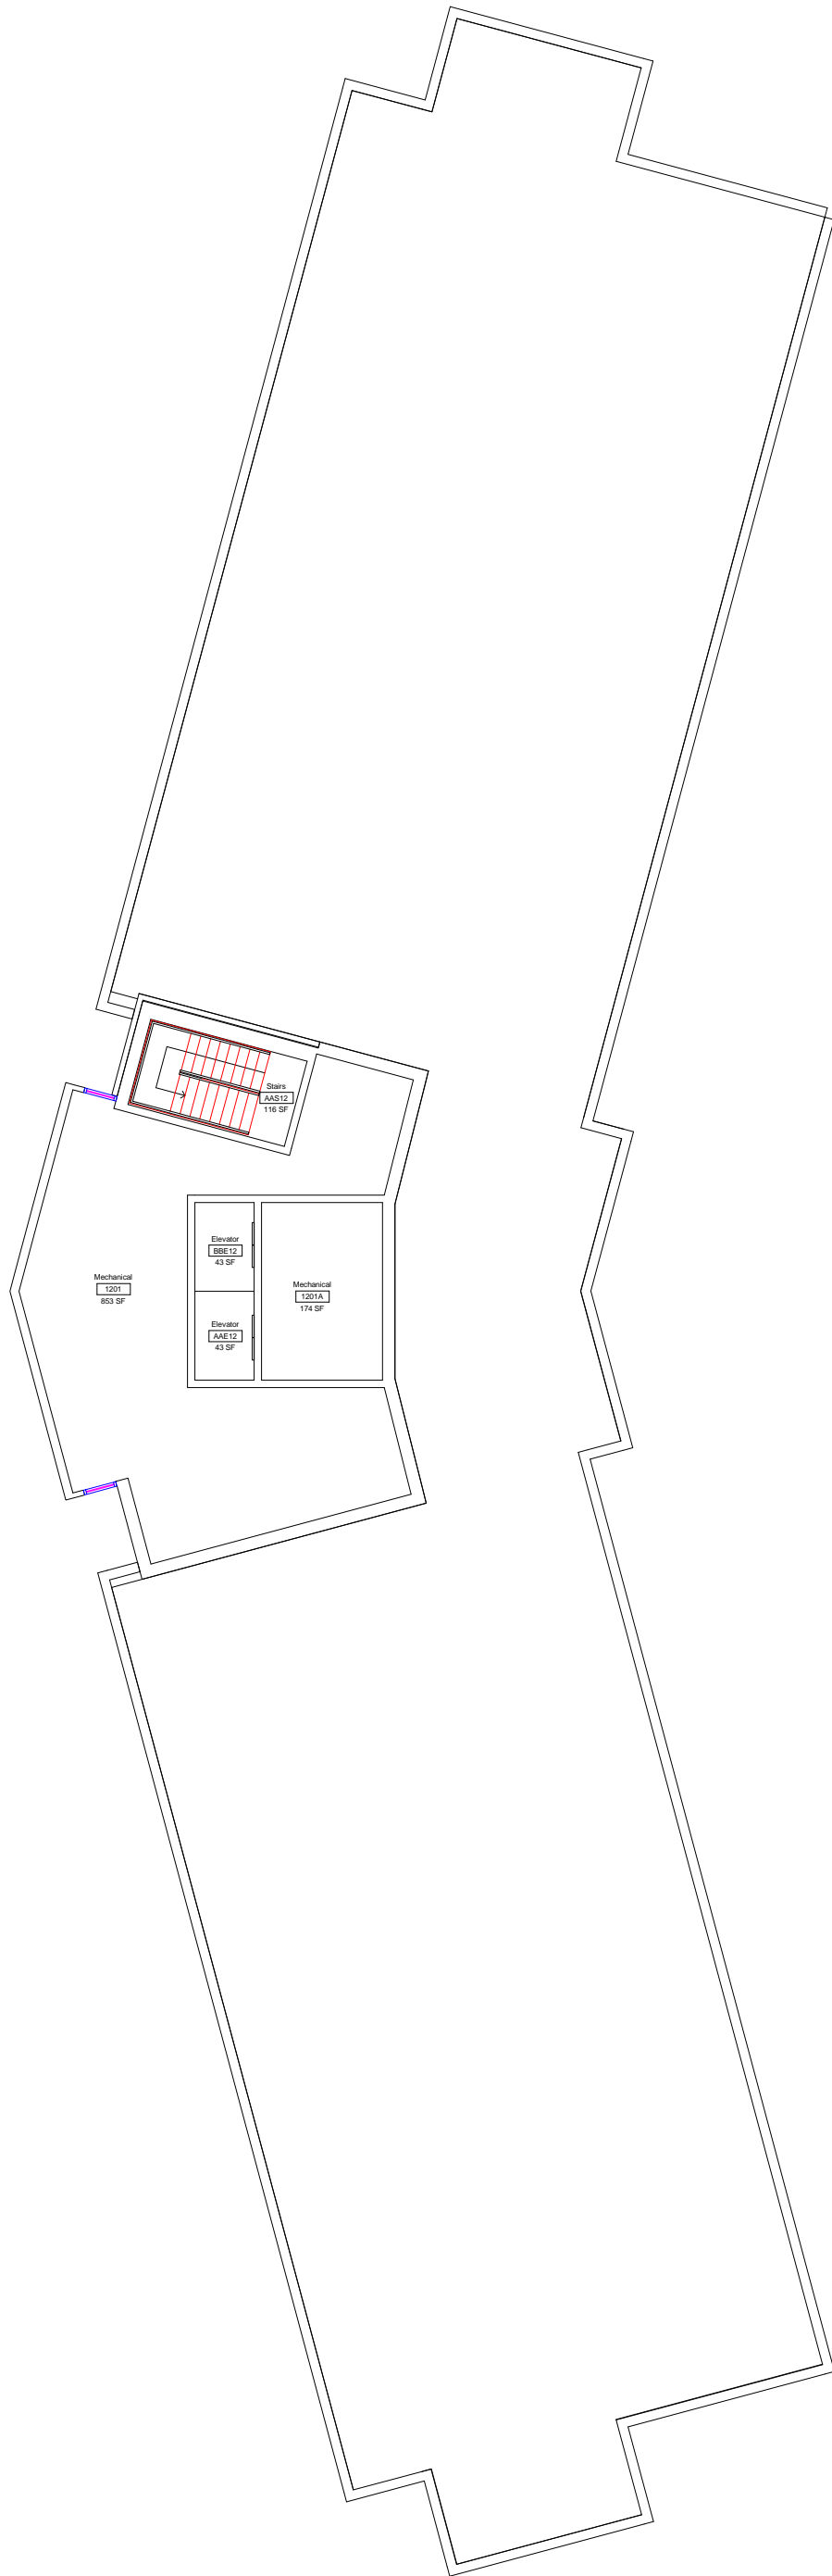 Stairs
AAS12
116 SF
Elevator
BBE12
43 SF
Mechanical
1201
853 SF
Mechanical
1201A
174 SF
Elevator
AAE12
43 SF